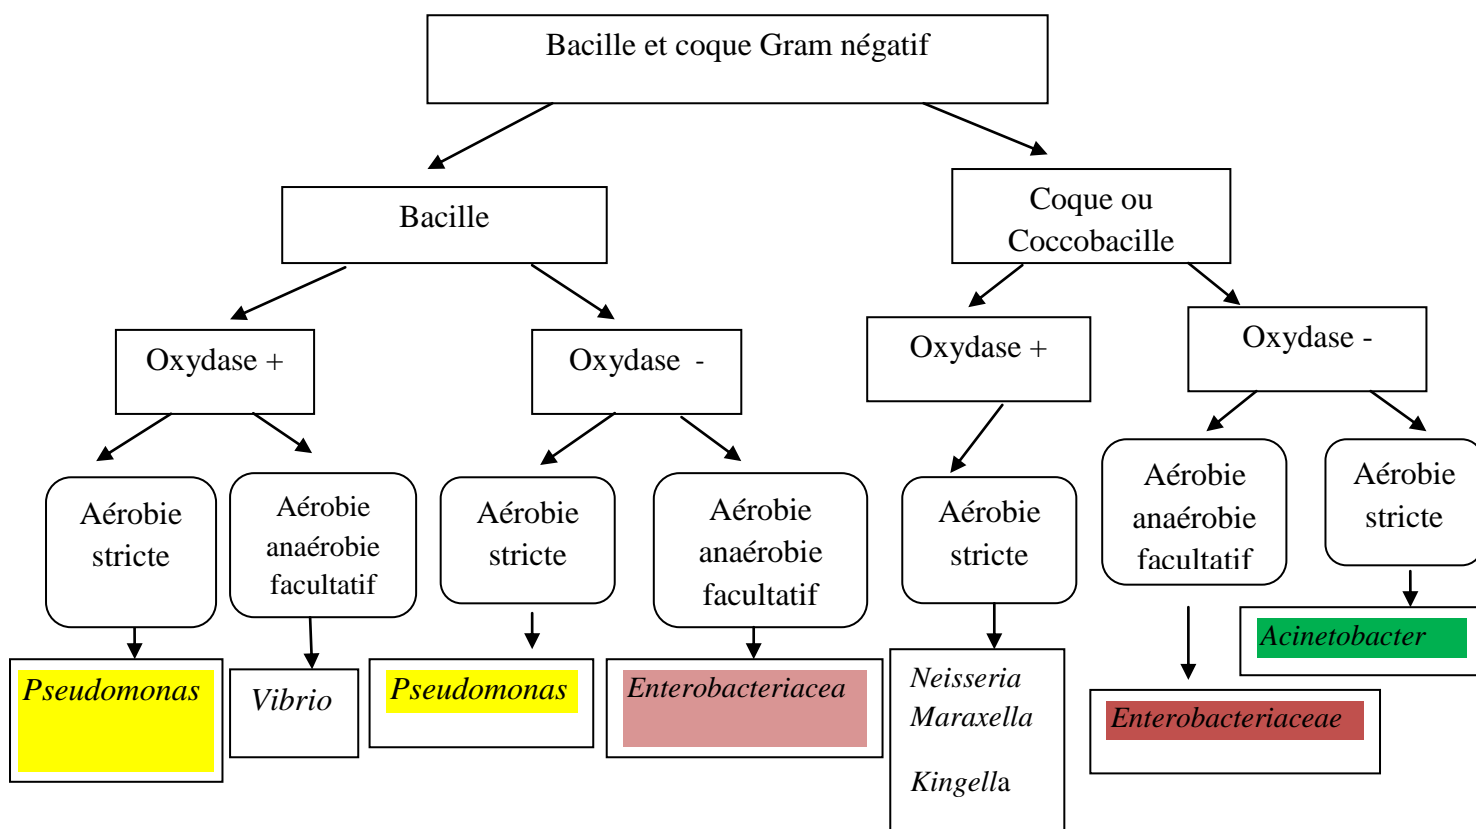 Bacille et coque Gram négatif
Bacille
Coque ou
Coccobacille
Oxydase +
Oxydase -
Oxydase +
Oxydase -
Aérobie
stricte
Aérobie
anaérobie
facultatif
Aérobie
stricte
Aérobie
anaérobie
facultatif
Aérobie
stricte
Aérobie
anaérobie
facultatif
Aérobie
stricte
Pseudomonas
Vibrio
Pseudomonas
Enterobacteriacea
Neisseria
Maraxella
Kingella
Enterobacteriaceae
Acinetobacter